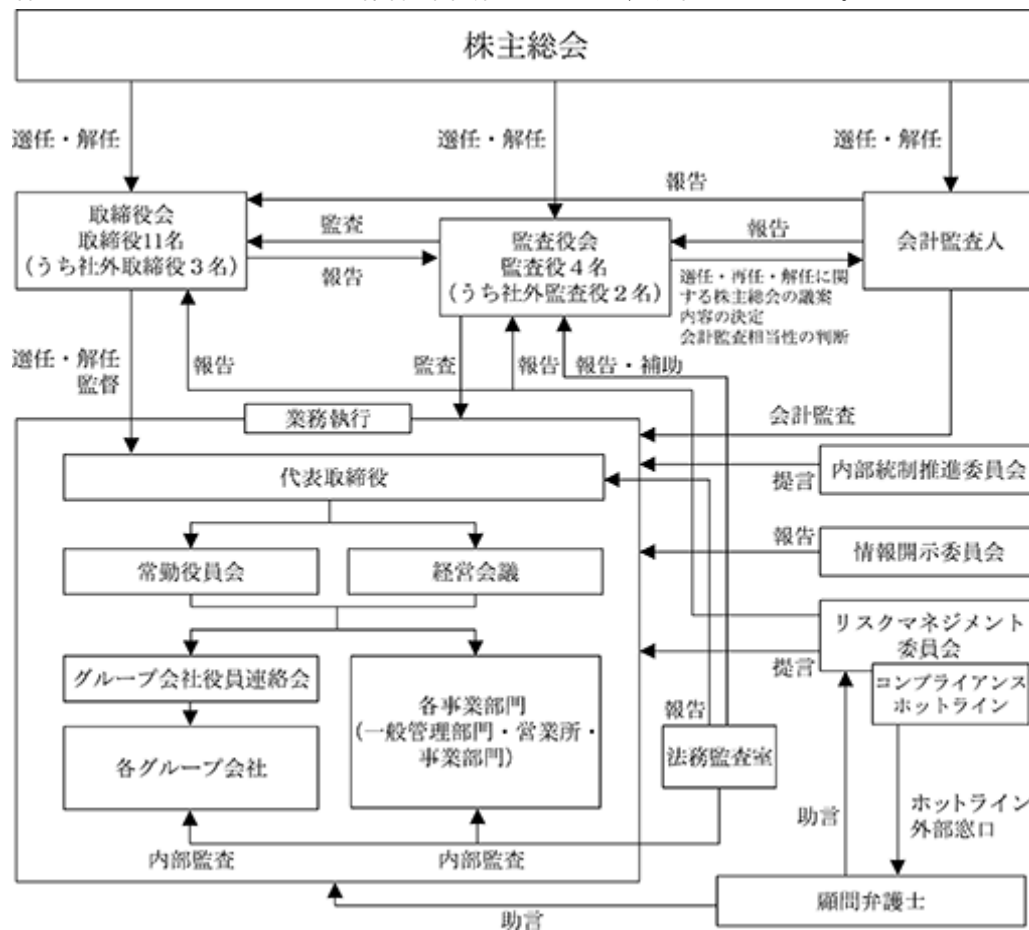 株主総会
選任・解任
選任・解任
選任・解任
報告
取締役会
取締役11名
(うち社外取締役3名)
監査
報告
監査役会
監査役4名
(うち社外監査役2名)
報告
会計監査人
選任・再任・解任に関
する株主総会の議案
内容の決定
会計監査相当性の判断
選任・解任
監督
報告
監査
報告
報告・補助
会計監査
業務執行
代表取締役
提言
内部統制推進委員会
常勤役員会
経営会議
報告
情報開示委員会
リスクマネジメント
委員会
提言
コンプライアンス
ホットライン
グループ会社役員連絡会
各事業部門
(一般管理部門・営業所・
事業部門)
各グループ会社
報告
法務監査室
内部監査
内部監査
助言
ホットライン
外部窓口
助言
顧問弁護士